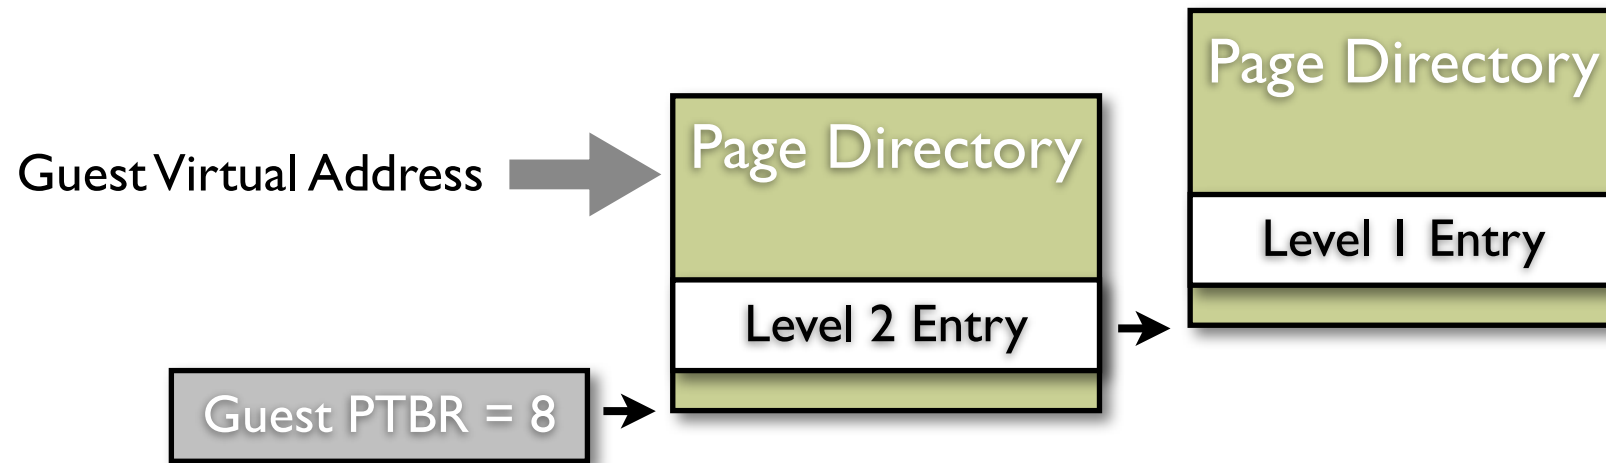 Guest Virtual Address
Page Directory
Level 2 Entry
Guest PTBR = 8
Page Directory
Level 1 Entry